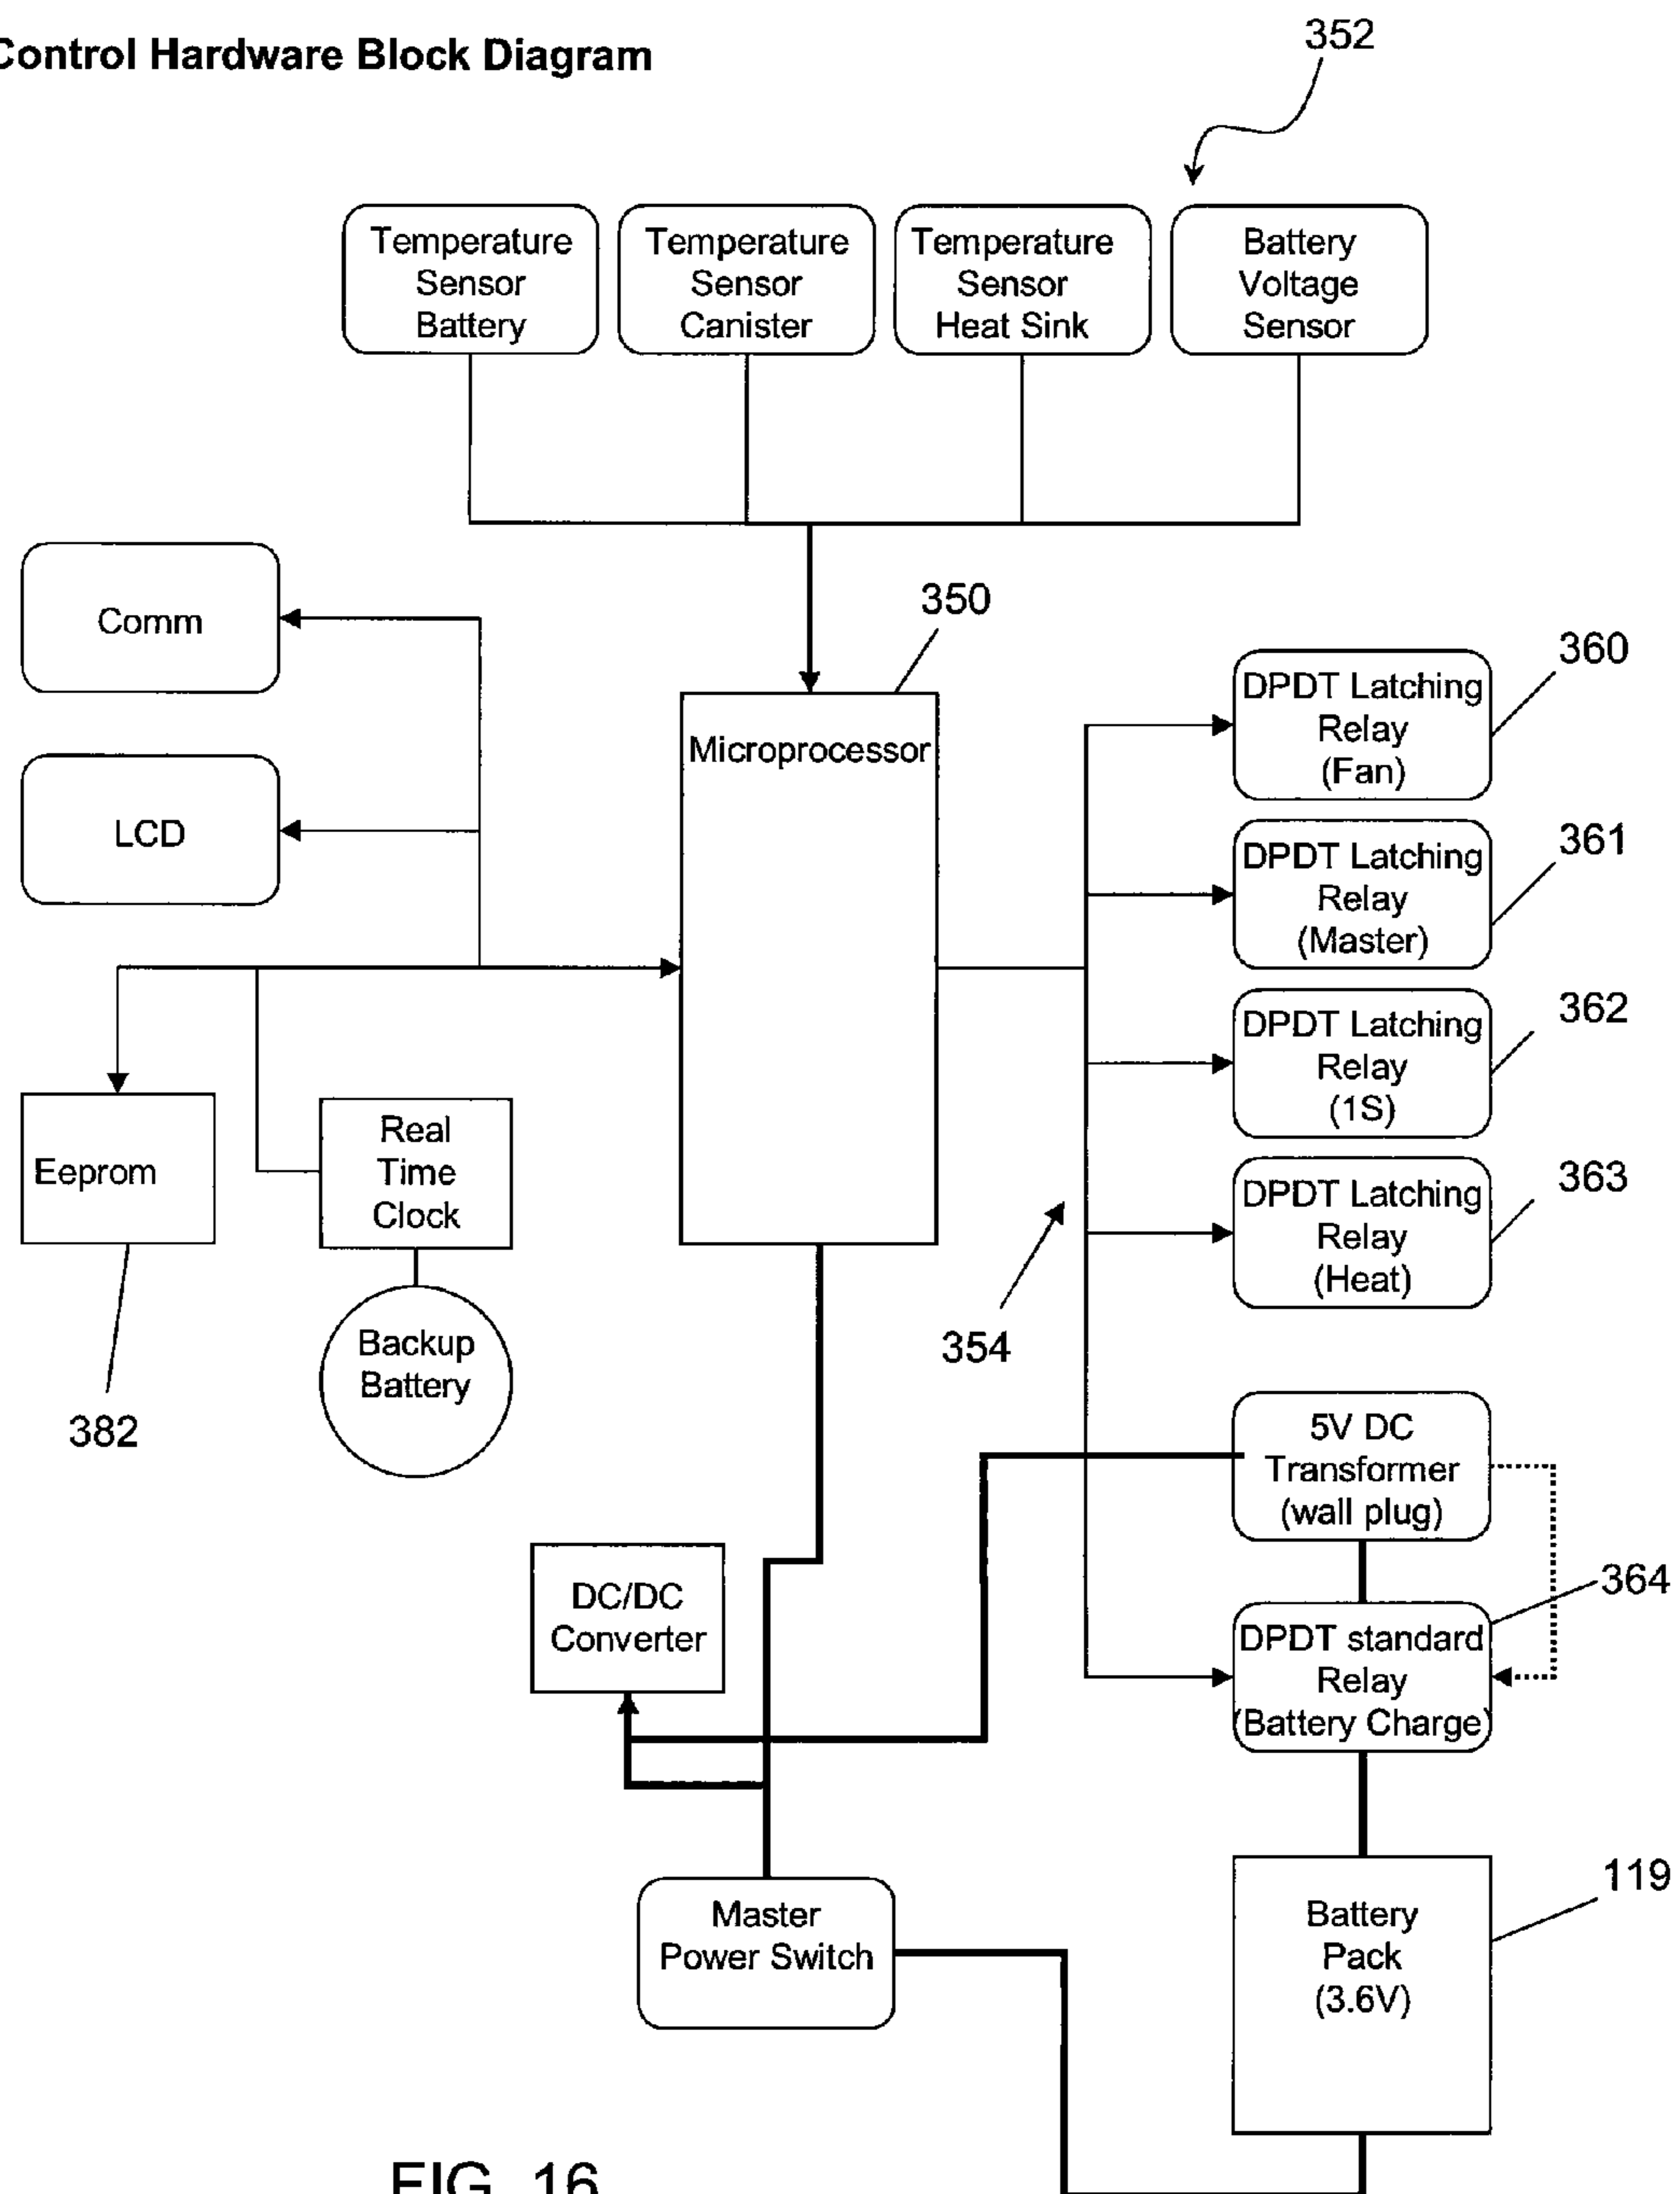 Control Hardware Block Diagram
352
Temperature
Sensor
Battery
Temperature
Sensor
Canister
Temperature
Sensor
Heat Sink
Battery
Voltage
Sensor
Comm
LCD
350
Microprocessor
DPDT Latching
Relay
(Fan)
360
DPDT Latching
Relay
(Master)
361
DPDT Latching
Relay
(1S)
362
DPDT Latching
Relay
(Heat)
363
354
Eeprom
382
Real
Time
Clock
Backup
Battery
5V DC
Transformer
(wall plug)
364
DPDT standard
Relay
(Battery Charge)
DC/DC
Converter
Master
Power Switch
Battery
Pack
(3.6V)
119
FIG. 16